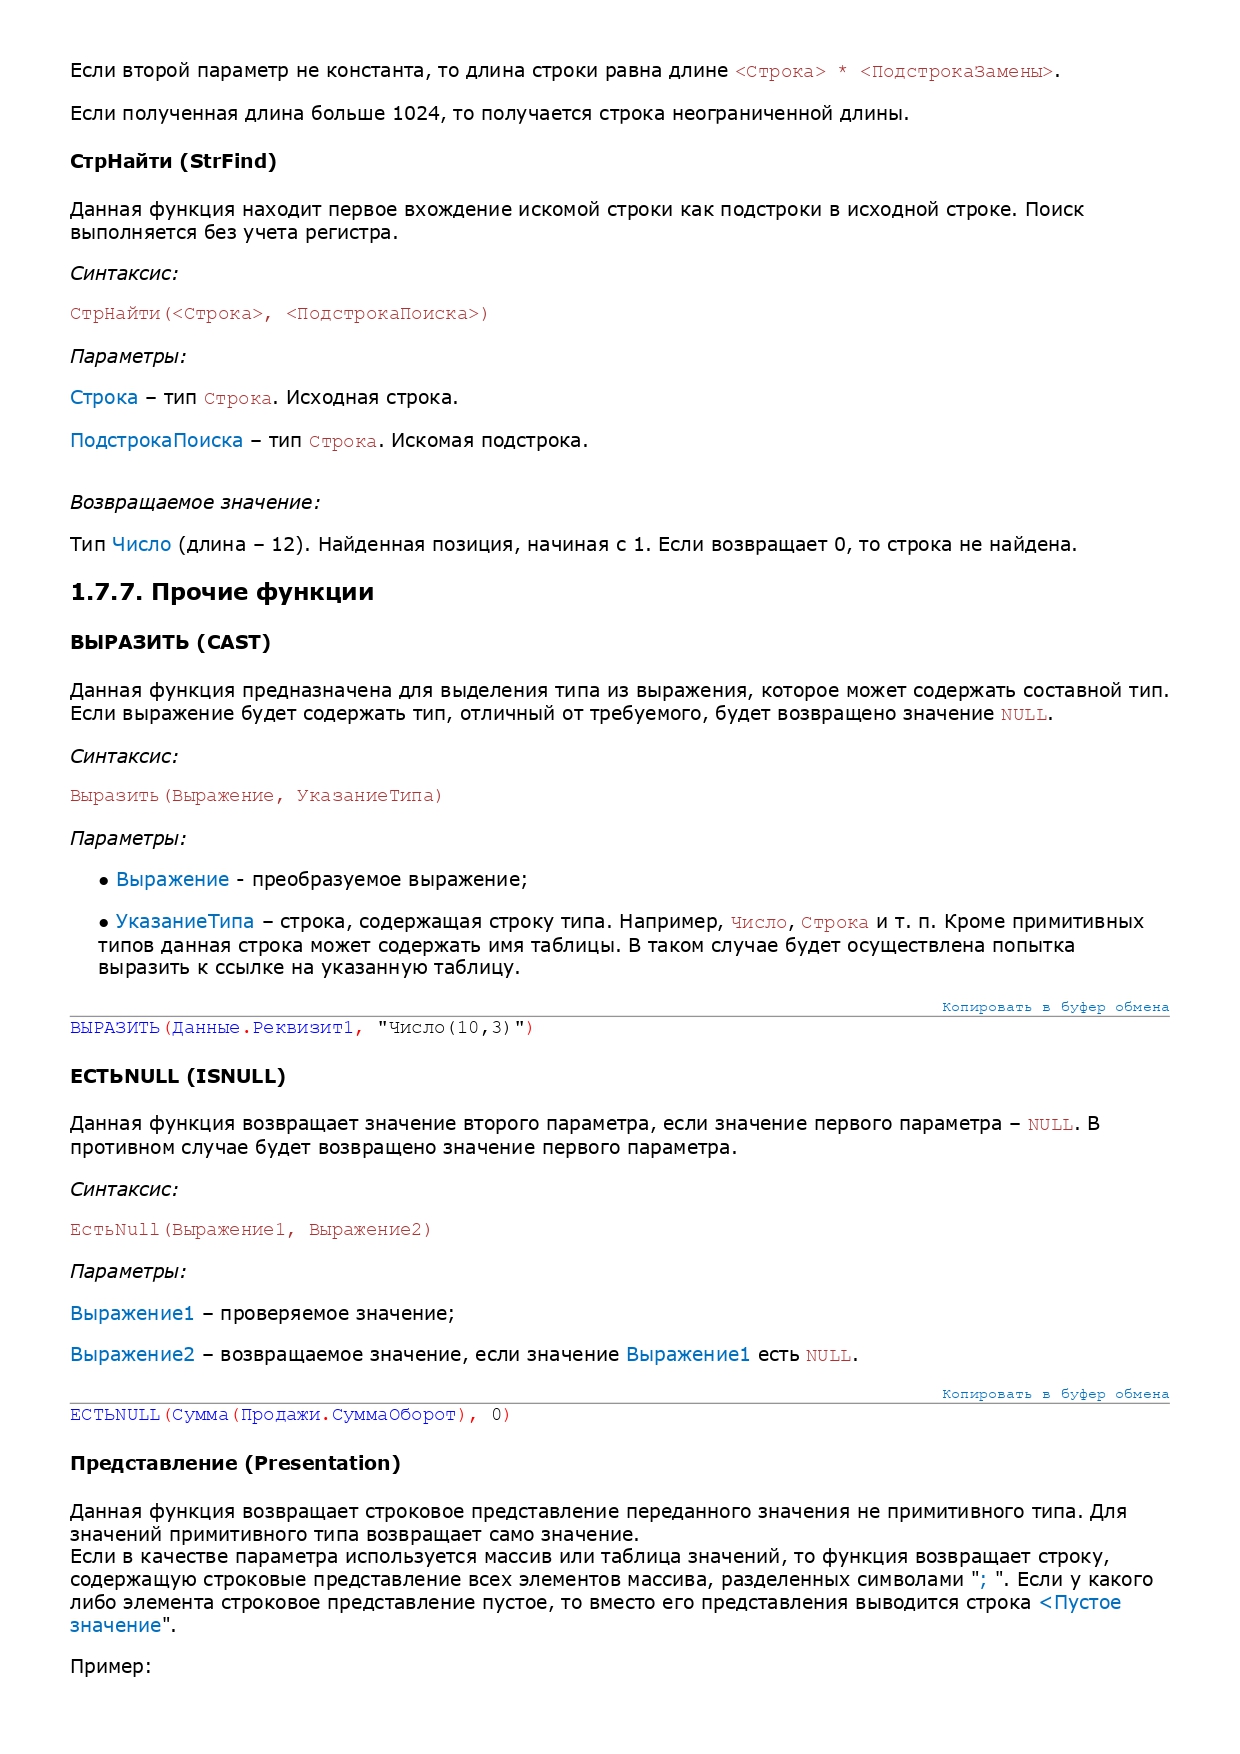 Если второй параметр не константа, то длина строки равна длине <Строка> * <ПодстрокаЗамены>.
Если полученная длина больше 1024, то получается строка неограниченной длины.
СтрНайти (StrFind)
Данная функция находит первое вхождение искомой строки как подстроки в исходной строке. Поиск
выполняется без учета регистра.
Синтаксис:
СтрНайти(<Строка>, <ПодстрокаПоиска>)
Параметры:
Строка – тип Строка. Исходная строка.
ПодстрокаПоиска – тип Строка. Искомая подстрока.
Возвращаемое значение:
Тип Число (длина – 12). Найденная позиция, начиная с 1. Если возвращает 0, то строка не найдена.
1.7.7. Прочие функции
ВЫРАЗИТЬ (CAST)
Данная функция предназначена для выделения типа из выражения, которое может содержать составной тип.
Если выражение будет содержать тип, отличный от требуемого, будет возвращено значение NULL.
Синтаксис:
Выразить(Выражение, УказаниеТипа)
Параметры:
● Выражение - преобразуемое выражение;
● УказаниеТипа – строка, содержащая строку типа. Например, Число, Строка и т. п. Кроме примитивных
типов данная строка может содержать имя таблицы. В таком случае будет осуществлена попытка
выразить к ссылке на указанную таблицу.
Копировать в буфер обмена
ВЫРАЗИТЬ(Данные.Реквизит1, "Число(10,3)")
ЕСТЬNULL (ISNULL)
Данная функция возвращает значение второго параметра, если значение первого параметра – NULL. В
противном случае будет возвращено значение первого параметра.
Синтаксис:
ЕстьNull(Выражение1, Выражение2)
Параметры:
Выражение1 – проверяемое значение;
Выражение2 – возвращаемое значение, если значение Выражение1 есть NULL.
Копировать в буфер обмена
ЕСТЬNULL(Сумма(Продажи.СуммаОборот), 0)
Представление (Presentation)
Данная функция возвращает строковое представление переданного значения не примитивного типа. Для
значений примитивного типа возвращает само значение.
Если в качестве параметра используется массив или таблица значений, то функция возвращает строку,
содержащую строковые представление всех элементов массива, разделенных символами "; ". Если у какого
либо элемента строковое представление пустое, то вместо его представления выводится строка <Пустое
значение".
Пример: